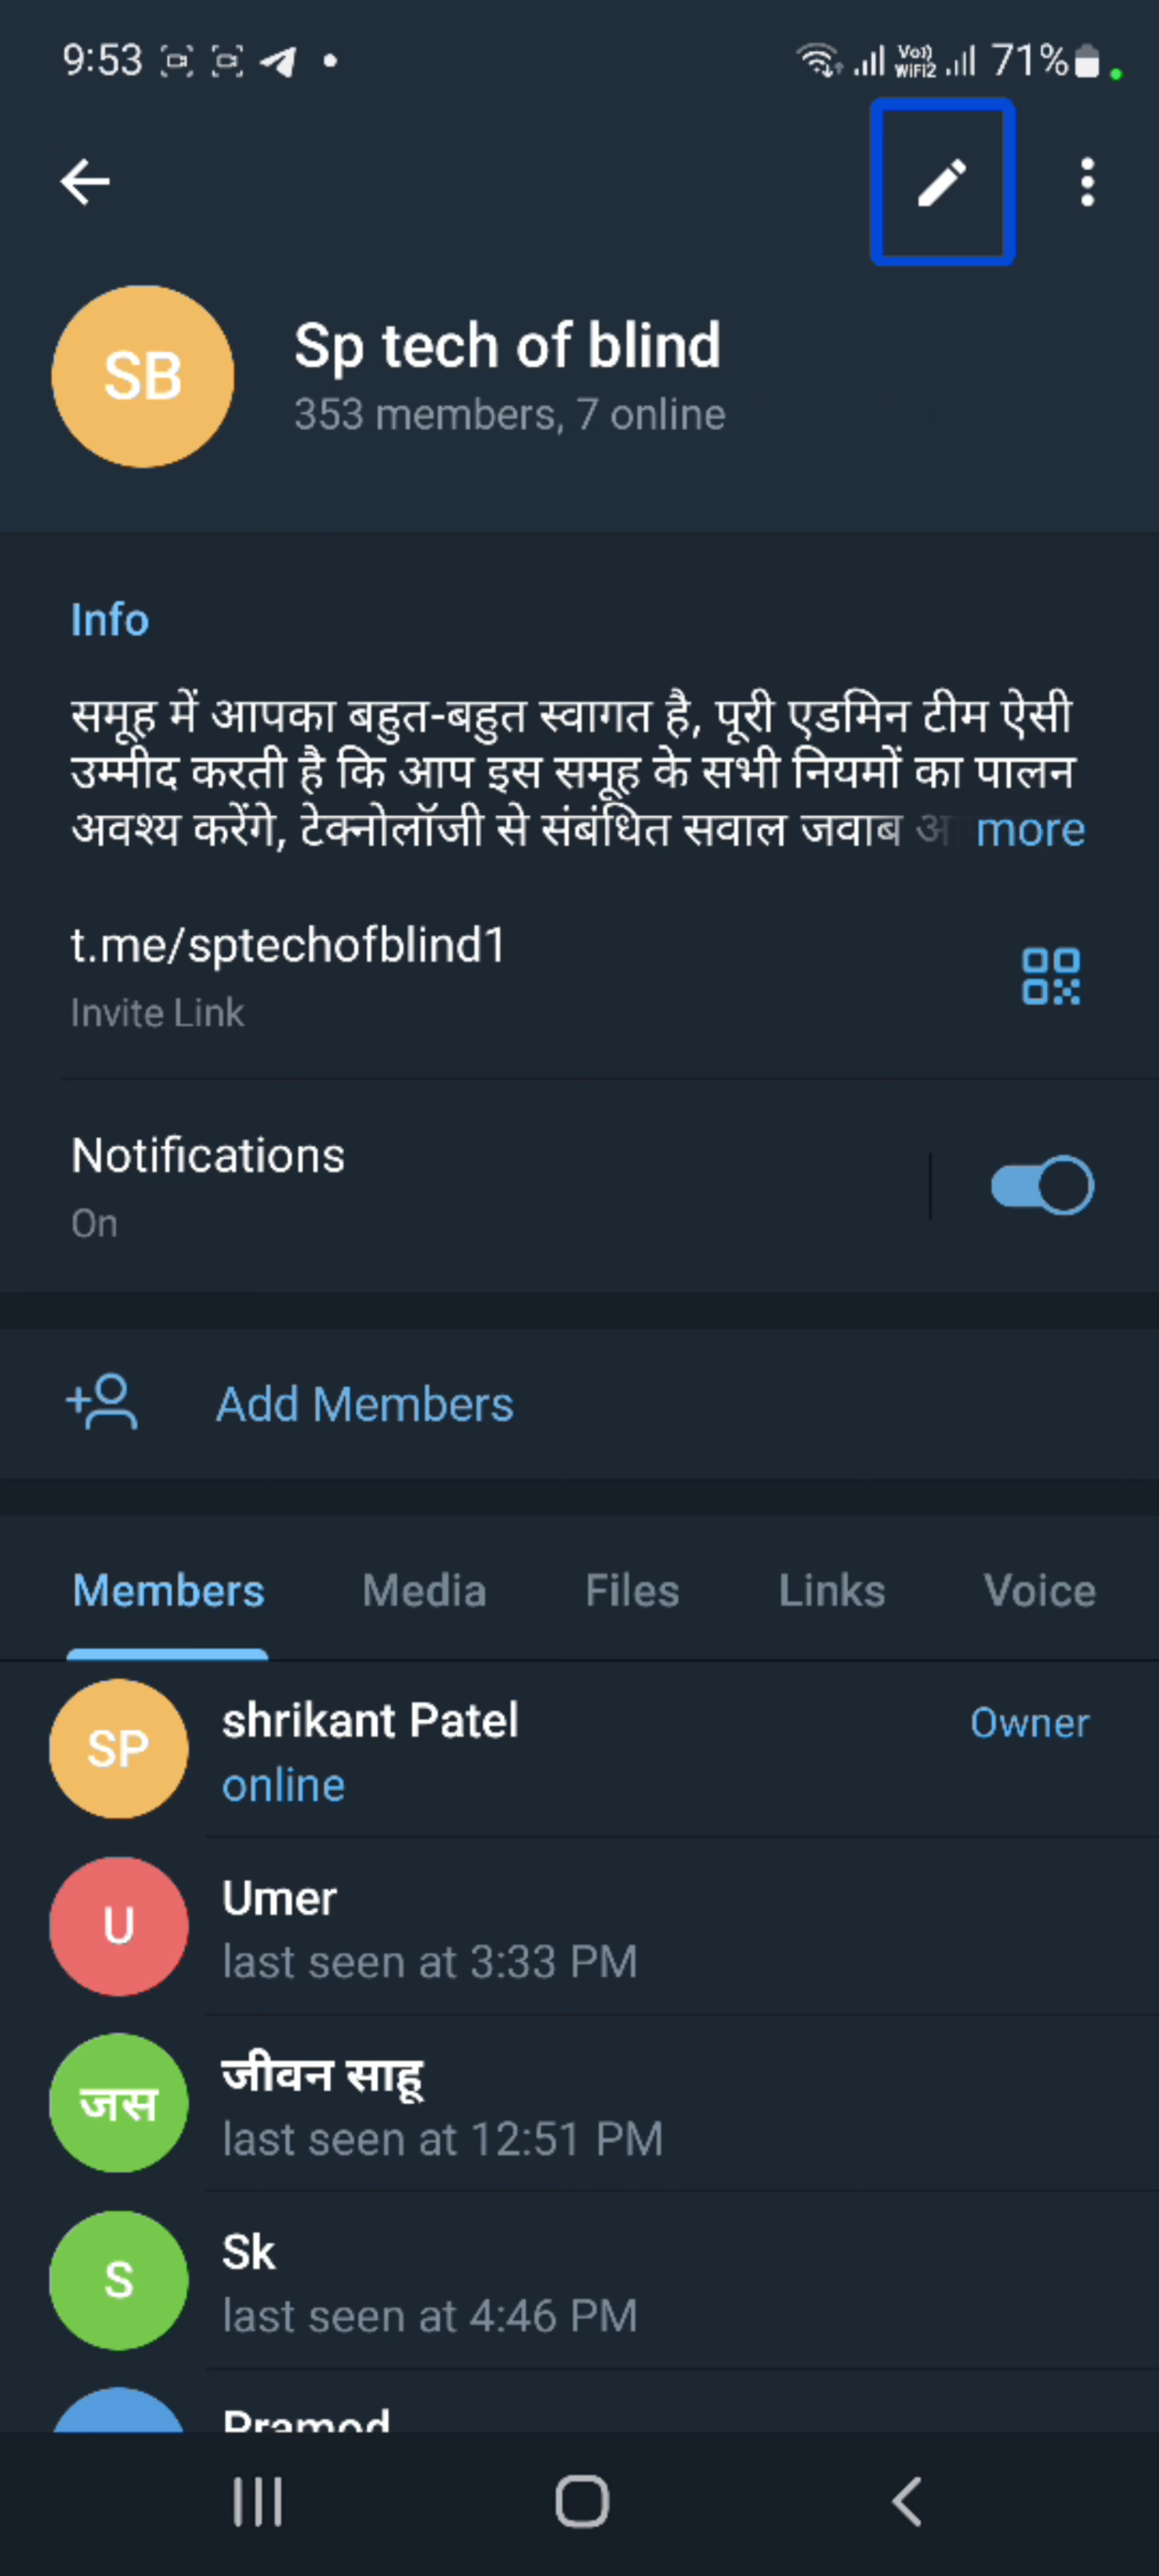 9:53
Vo)) WiFi2 71%
SB
Sp tech of blind
353 members, 7 online
Info
समूह में आपका बहुत-बहुत स्वागत है, पूरी एडमिन टीम ऐसी
उम्मीद करती है कि आप इस समूह के सभी नियमों का पालन
अवश्य करेंगे, टेक्नोलॉजी से संबंधित सवाल जवाब more
t.me/sptechofblind1
Invite Link
Notifications
On
Add Members
Members Media Files Links Voice
SP
shrikant Patel Owner
online
U
Umer
last seen at 3:33 PM
जस
जीवन साहू
last seen at 12:51 PM
S
Sk
last seen at 4:46 PM
Pramod